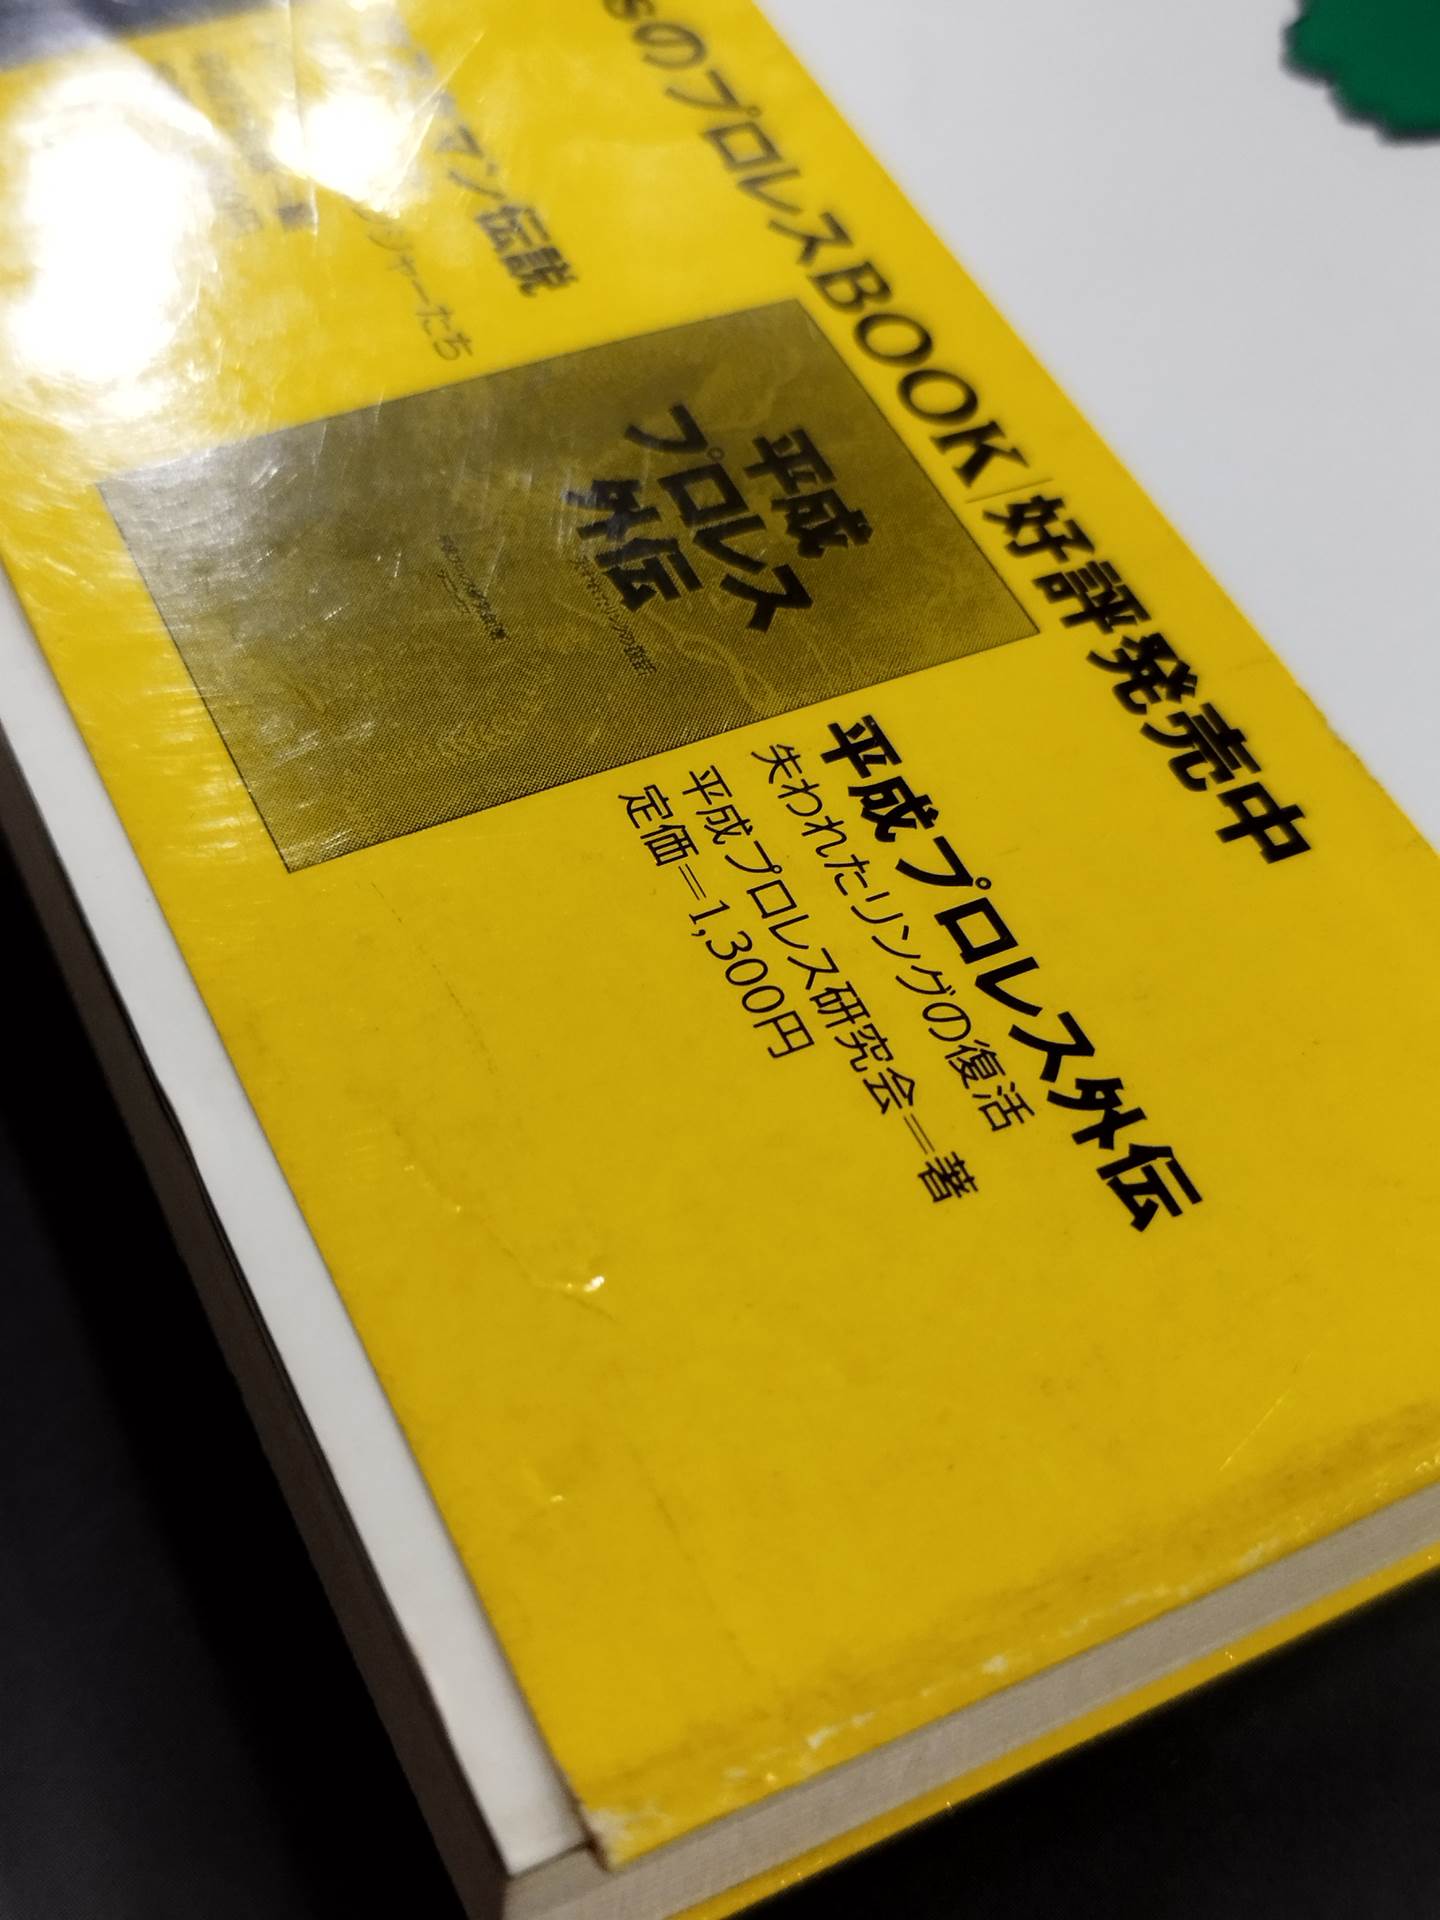 sのプロレスBOOK|好評発売中
マン伝説
ジャーたち
平成
プロレス
外伝
平成プロレス外伝
失われたリングの復活
平成プロレス研究会＝著
定価＝1,300円